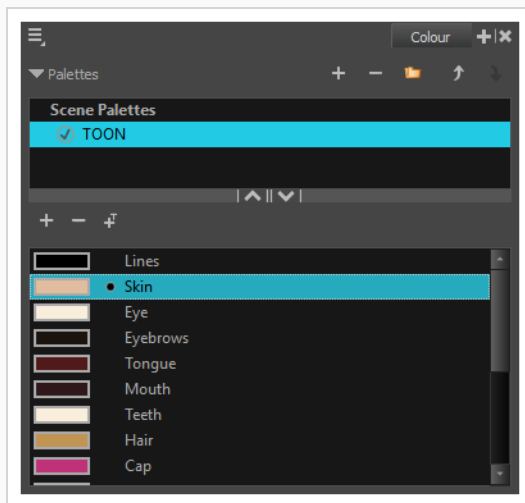 Colour
Palettes
Scene Palettes
TOON
Lines
Skin
Eye
Eyebrows
Tongue
Mouth
Teeth
Hair
Cap